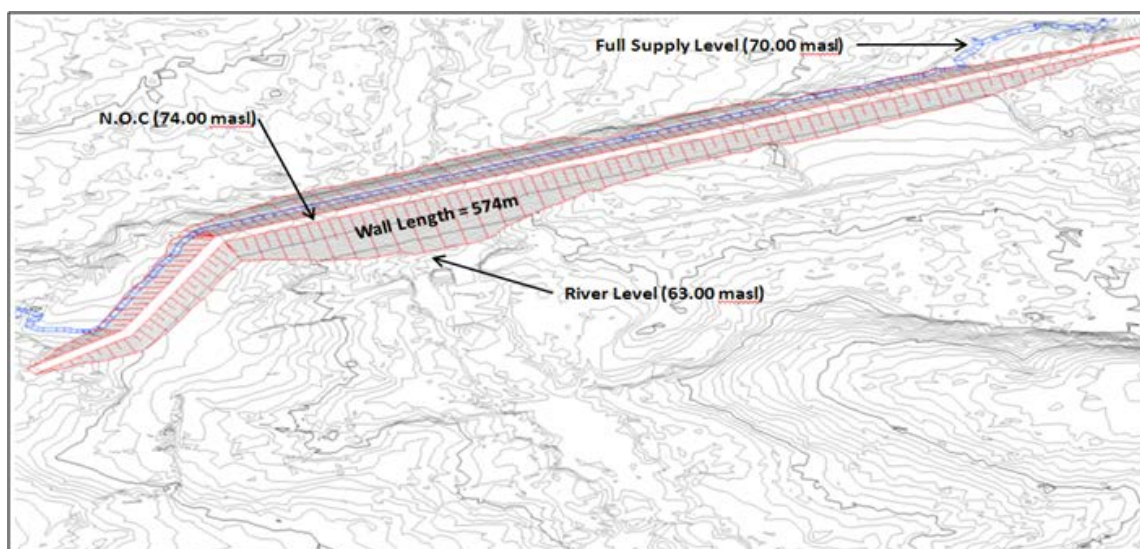 Full Supply Level (70.00 masl)
N.O.C (74.00 masl)
Wall Length = 574m
River Level (63.00 masl)